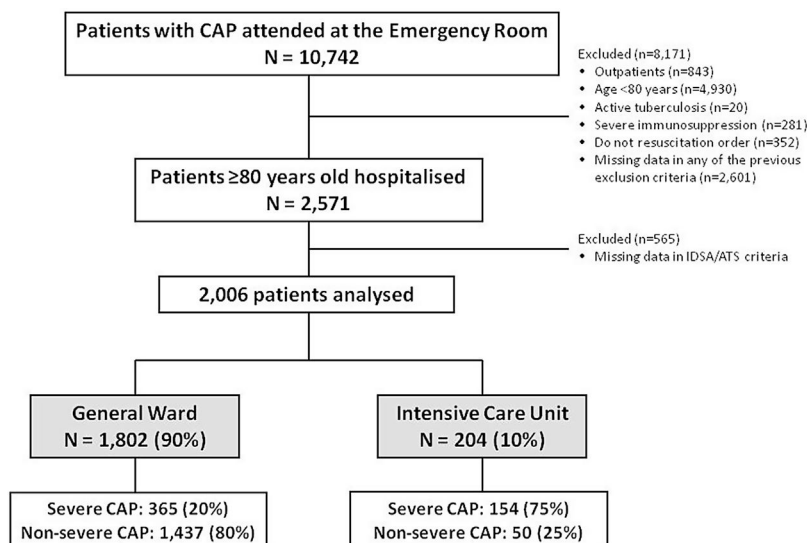 Patients with CAP attended at the Emergency Room
N = 10,742
Excluded (n=8,171)
• Outpatients (n=843)
• Age <80 years (n=4,930)
• Active tuberculosis (n=20)
• Severe immunosuppression (n=281)
• Do not resuscitation order (n=352)
• Missing data in any of the previous
exclusion criteria (n=2,601)
Patients ≥80 years old hospitalised
N = 2,571
Excluded (n=565)
• Missing data in IDSA/ATS criteria
2,006 patients analysed
General Ward
N = 1,802 (90%)
Intensive Care Unit
N = 204 (10%)
Severe CAP: 365 (20%)
Non-severe CAP: 1,437 (80%)
Severe CAP: 154 (75%)
Non-severe CAP: 50 (25%)